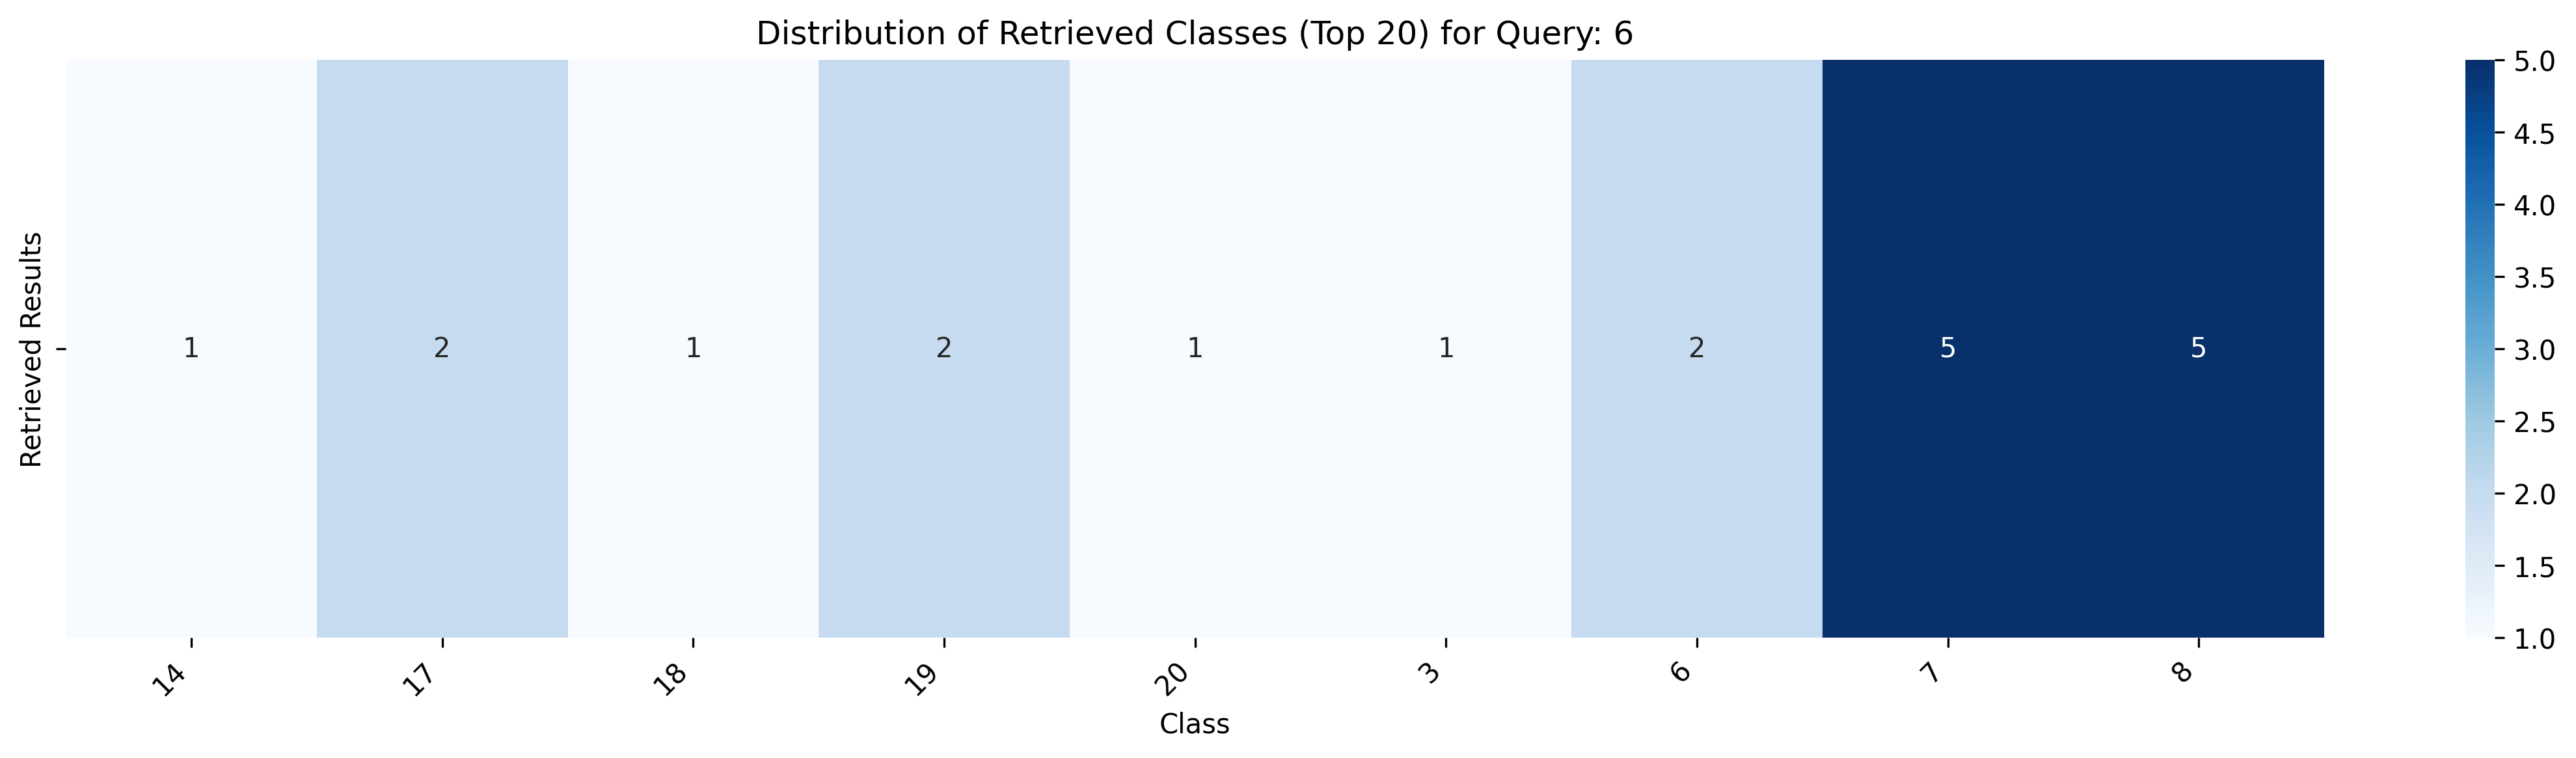 Distribution of Retrieved Classes (Top 20) for Query: 6
Retrieved Results
1 2 1 2 1 1 2 5 5
14 17 18 19 20 3 6 7 8
Class
5.0
4.5
4.0
3.5
3.0
2.5
2.0
1.5
1.0